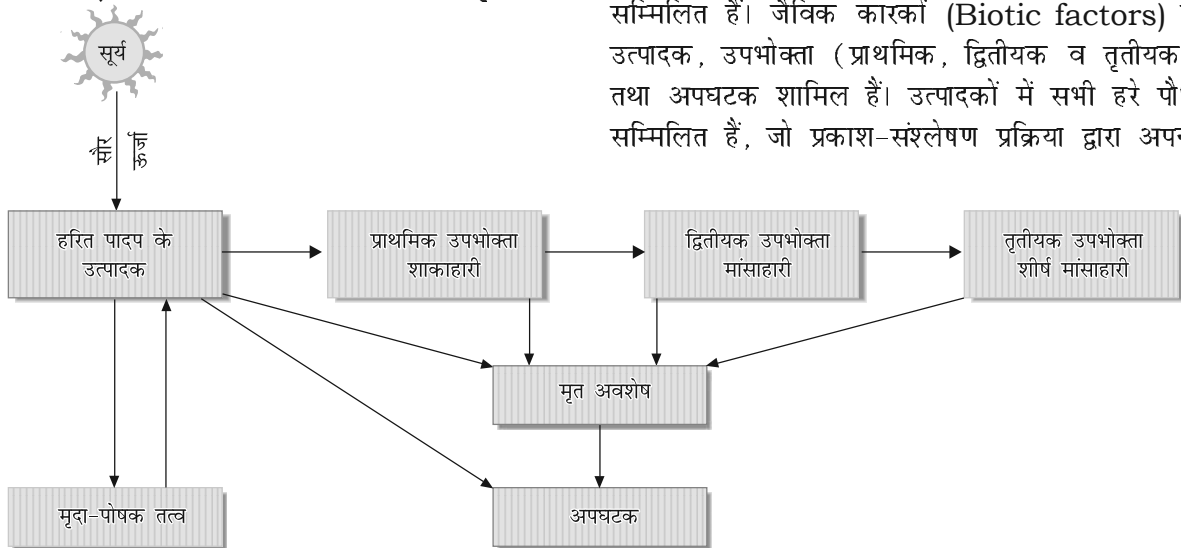 सम्मिलित हैं। जैविक कारकों (Biotic factors)
उत्पादक, उपभोक्ता (प्राथमिक, द्वितीयक व तृतीयक
तथा अपघटक शामिल हैं। उत्पादकों में सभी हरे
सम्मिलित हैं, जो प्रकाश-संश्लेषण प्रक्रिया द्वारा
सूर्य
सौर
ऊर्जा
हरित पादप के
उत्पादक
प्राथमिक उपभोक्ता
शाकाहारी
द्वितीयक उपभोक्ता
मांसाहारी
तृतीयक उपभोक्ता
शीर्ष मांसाहारी
मृत अवशेष
मृदा-पोषक तत्व
अपघटक